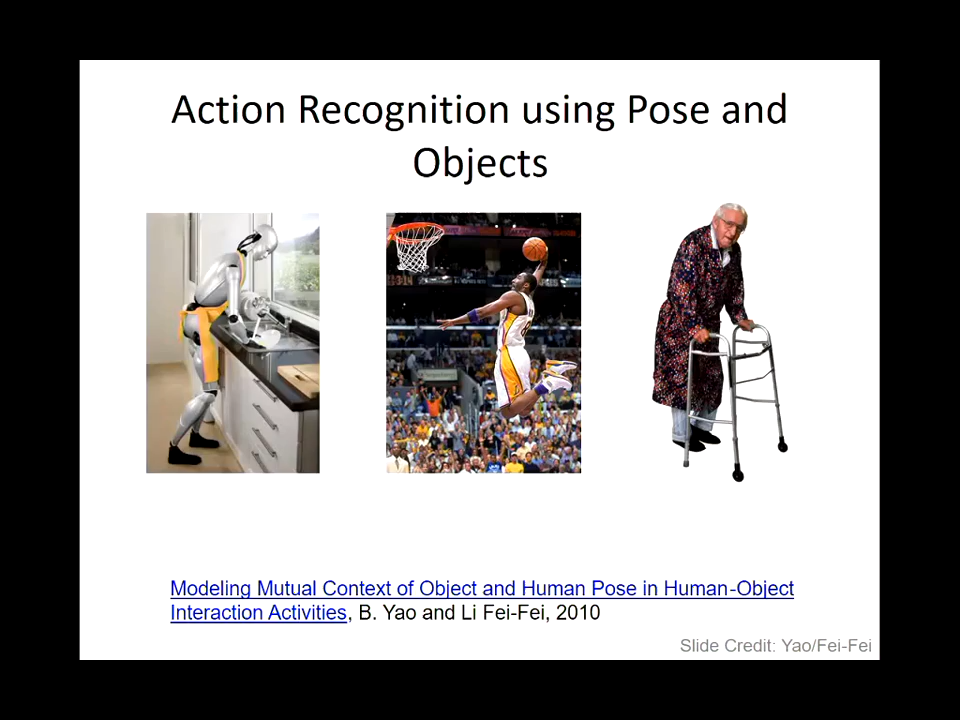 Action Recognition using Pose and
Objects
Modeling Mutual Context of Object and Human Pose in Human-Object
Interaction Activities, B. Yao and Li Fei-Fei, 2010
Slide Credit: Yao/Fei-Fei